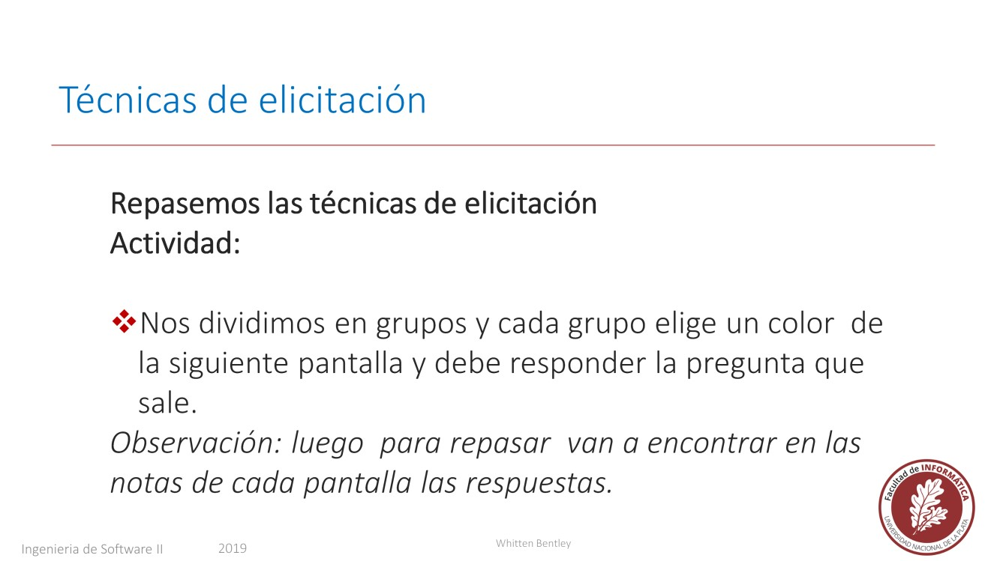 Técnicas de elicitación
Repasemos las técnicas de elicitación
Actividad:
❖Nos dividimos en grupos y cada grupo elige un color de
la siguiente pantalla y debe responder la pregunta que
sale.
Observación: luego para repasar van a encontrar en las
notas de cada pantalla las respuestas.
Facultad de INFORMÁTICA
UNIVERSIDAD NACIONAL DE LA PLATA
Ingenieria de Software II
2019
Whitten Bentley